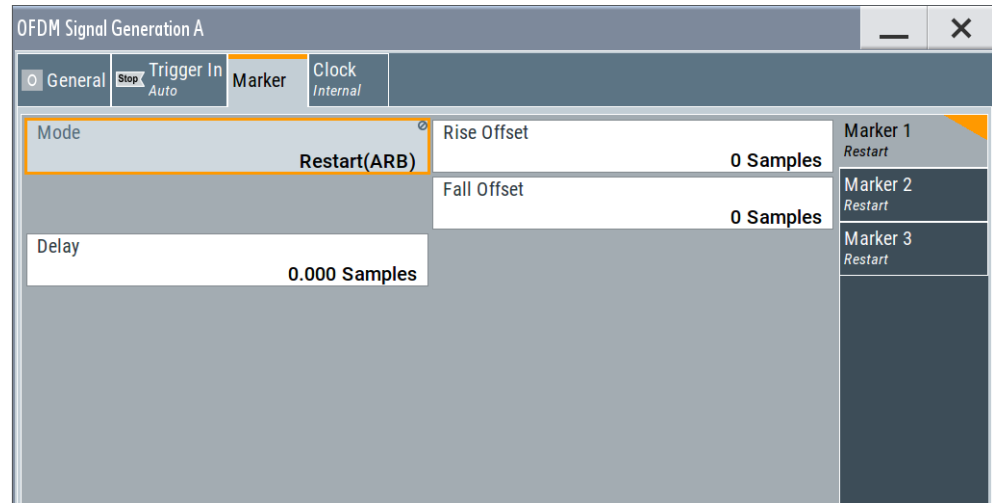 OFDM Signal Generation A
O General
Stop Trigger In
Auto
Marker
Clock
Internal
Mode
Restart(ARB)
Rise Offset
0 Samples
Fall Offset
0 Samples
Delay
0.000 Samples
Marker 1
Restart
Marker 2
Restart
Marker 3
Restart